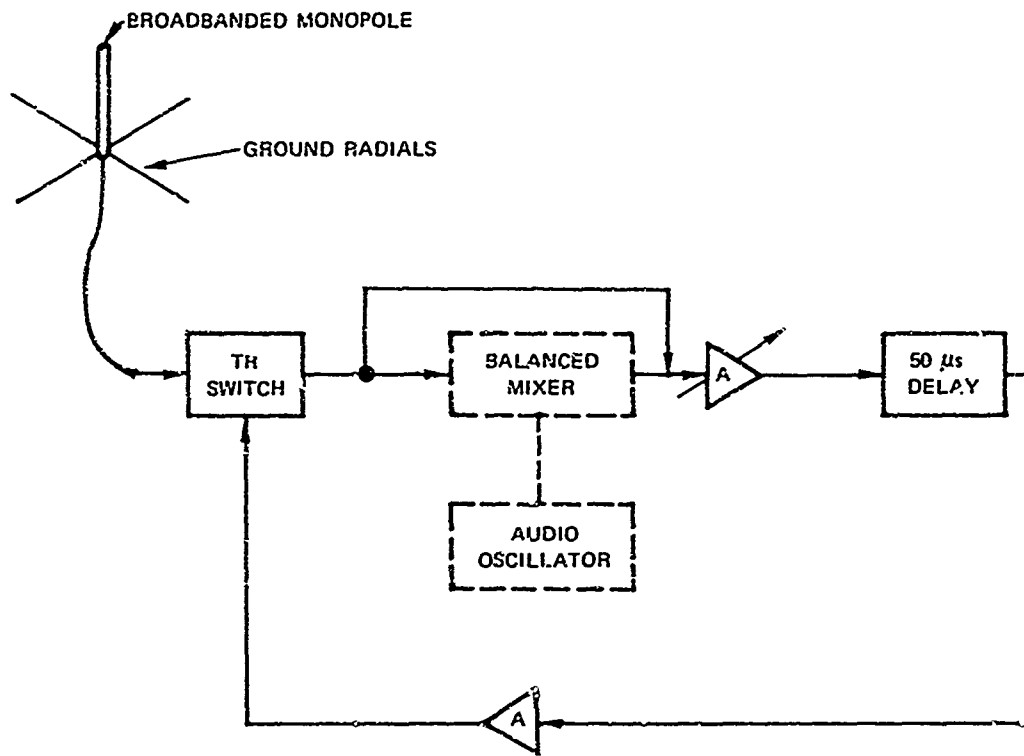 BROADBANDED MONOPOLE
GROUND RADIALS
TR
SWITCH
BALANCED
MIXER
A
50 μs
DELAY
AUDIO
OSCILLATOR
A